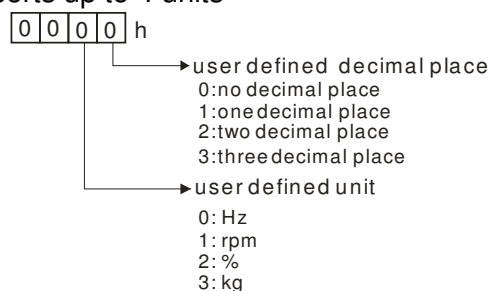 up to 4 units
0 0 0 0 h
user defined decimal place
0:no decimal place
1:one decimal place
2:two decimal place
3:three decimal place
user defined unit
0: Hz
1: rpm
2: %
3: kg